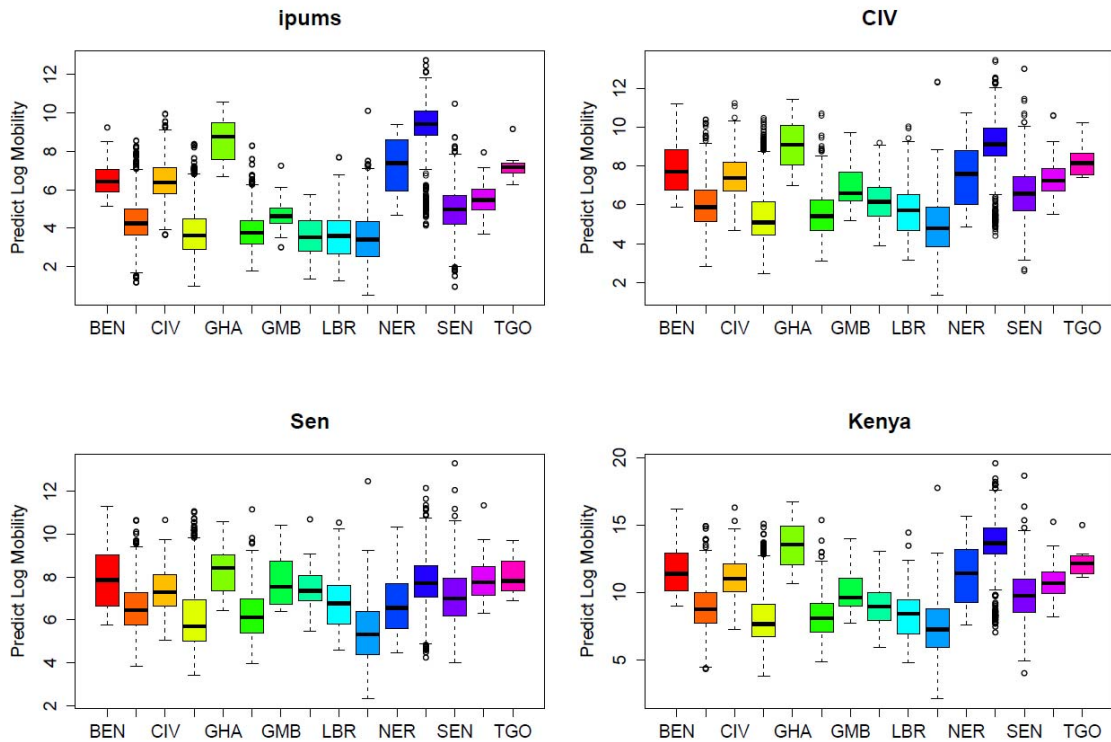 ipums
Predict Log Mobility
12
10
8
6
4
2
BEN CIV GHA GMB LBR NER SEN TGO
CIV
Predict Log Mobility
12
10
8
6
4
2
BEN CIV GHA GMB LBR NER SEN TGO
Sen
Predict Log Mobility
12
10
8
6
4
2
BEN CIV GHA GMB LBR NER SEN TGO
Kenya
Predict Log Mobility
20
15
10
5
BEN CIV GHA GMB LBR NER SEN TGO